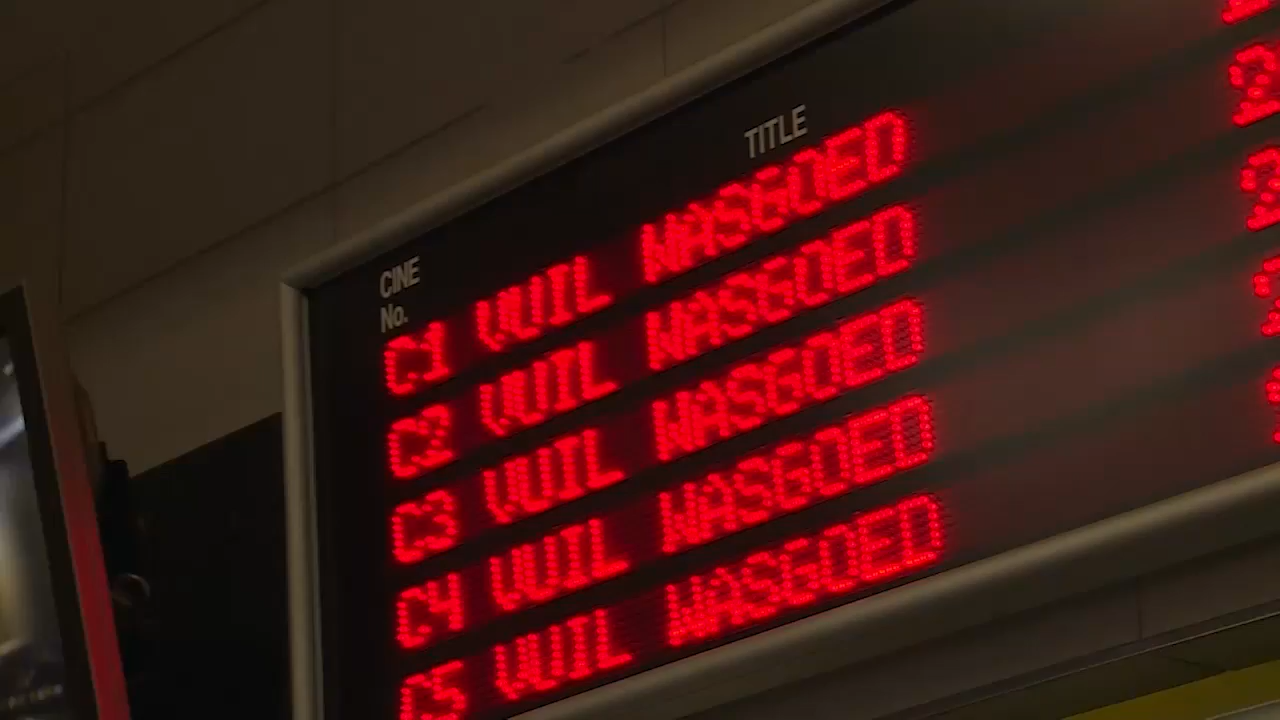 TITLE
CINE
No.
C1 VUIL WASGOED
C2 VUIL WASGOED
C3 VUIL WASGOED
C4 VUIL WASGOED
C5 VUIL WASGOED